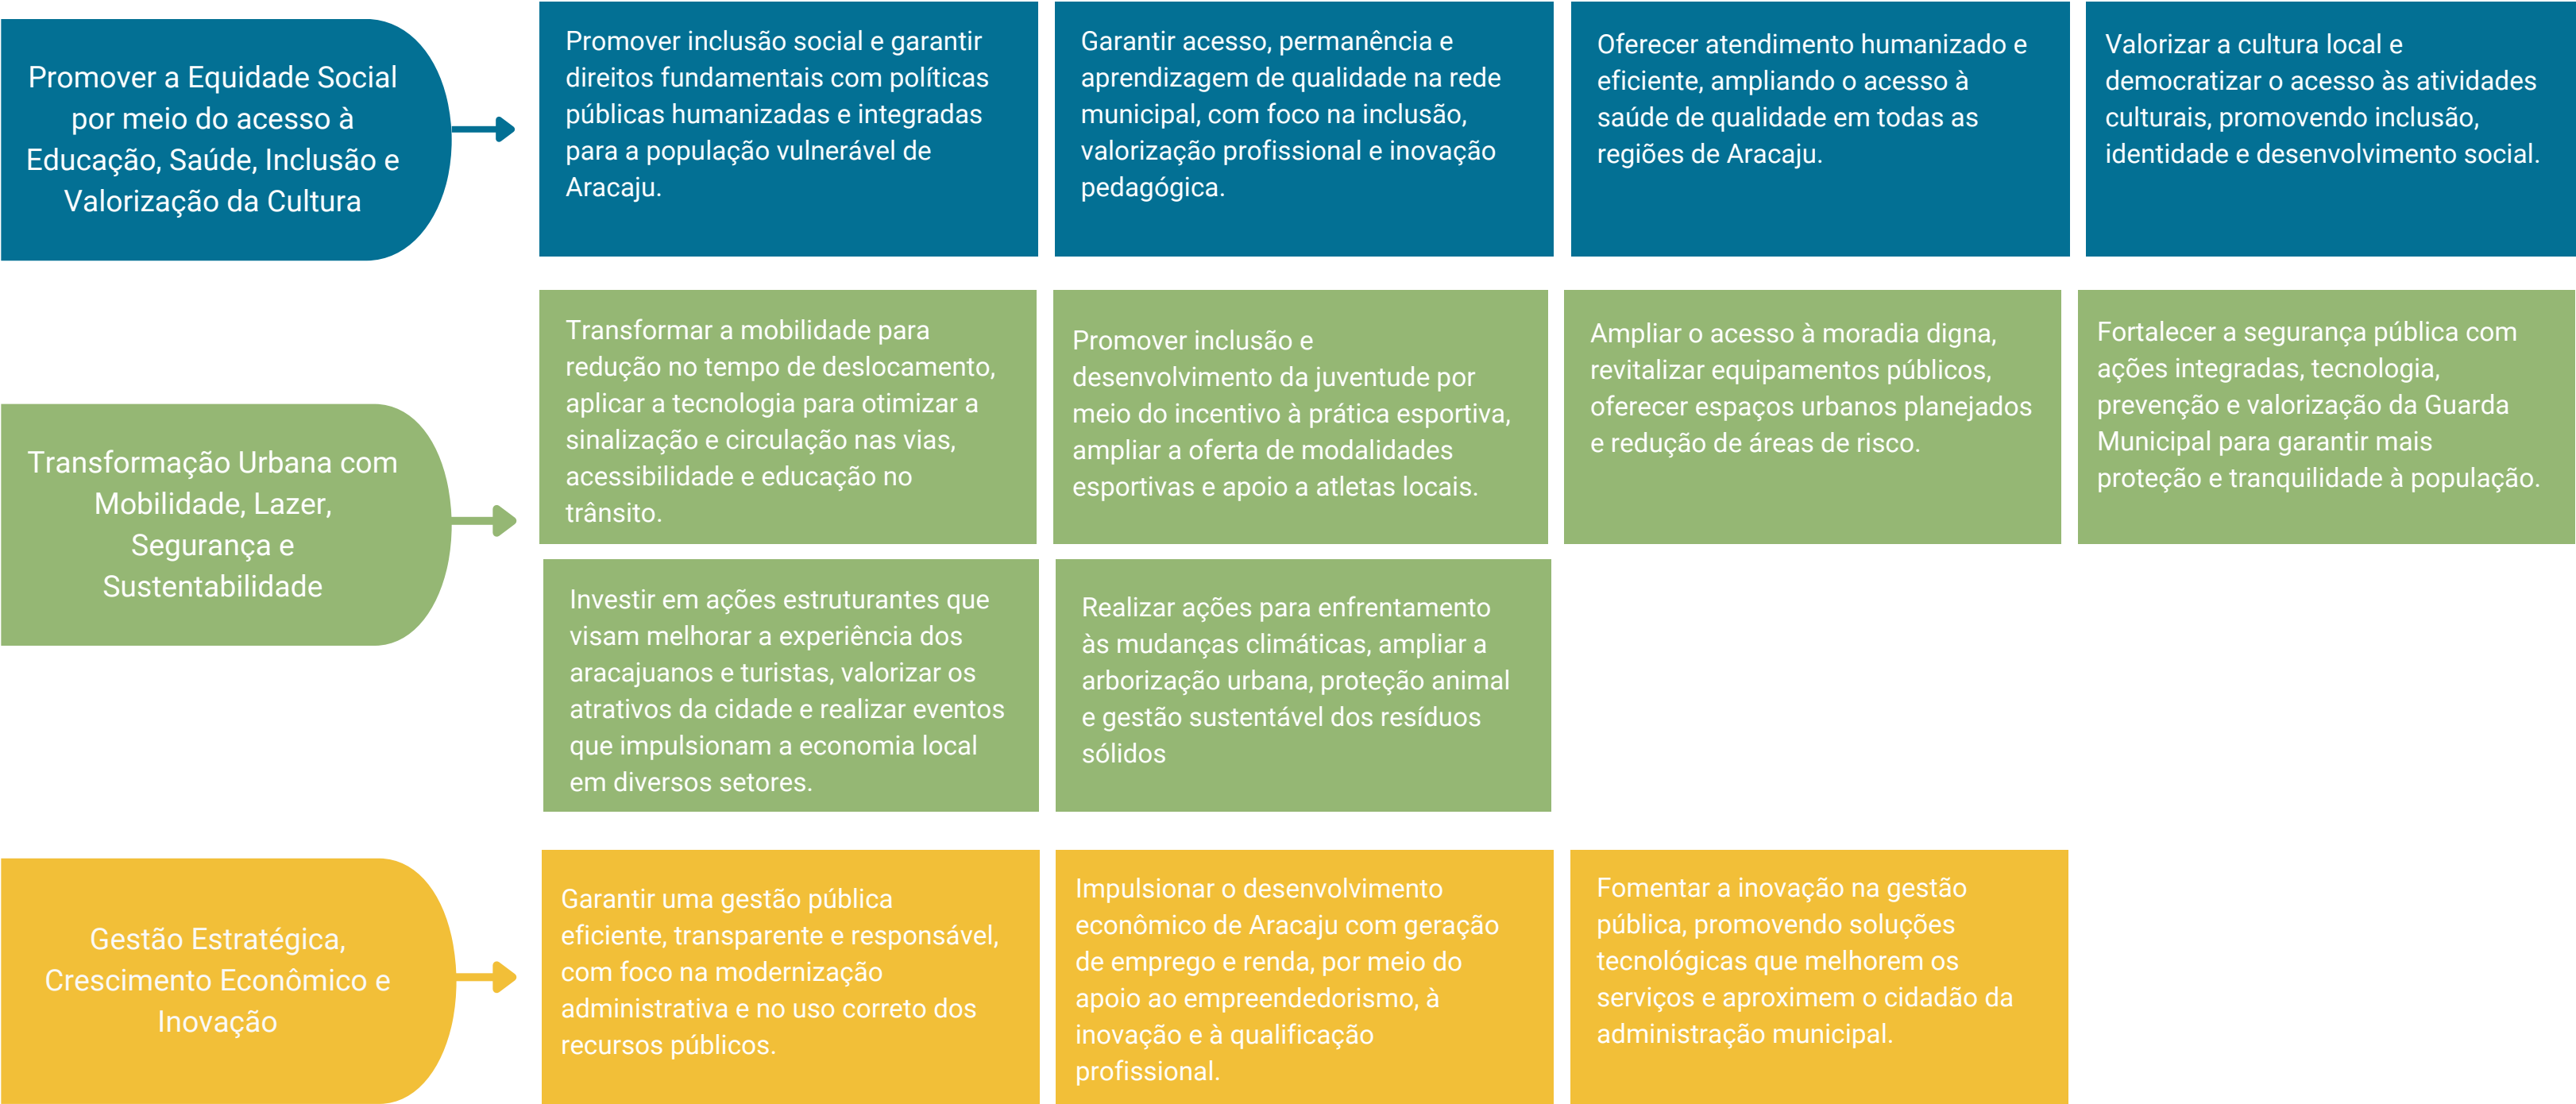 Promover a Equidade Social
por meio do acesso à
Educação, Saúde, Inclusão e
Valorização da Cultura
Promover inclusão social e garantir
direitos fundamentais com políticas
públicas humanizadas e integradas
para a população vulnerável de
Aracaju.
Garantir acesso, permanência e
aprendizagem de qualidade na rede
municipal, com foco na inclusão,
valorização profissional e inovação
pedagógica.
Oferecer atendimento humanizado e
eficiente, ampliando o acesso à
saúde de qualidade em todas as
regiões de Aracaju.
Valorizar a cultura local e
democratizar o acesso às atividades
culturais, promovendo inclusão,
identidade e desenvolvimento social.
Transformação Urbana com
Mobilidade, Lazer,
Segurança e
Sustentabilidade
Transformar a mobilidade para
redução no tempo de deslocamento,
aplicar a tecnologia para otimizar a
sinalização e circulação nas vias,
acessibilidade e educação no
trânsito.
Promover inclusão e
desenvolvimento da juventude por
meio do incentivo à prática esportiva,
ampliar a oferta de modalidades
esportivas e apoio a atletas locais.
Ampliar o acesso à moradia digna,
revitalizar equipamentos públicos,
oferecer espaços urbanos planejados
e redução de áreas de risco.
Fortalecer a segurança pública com
ações integradas, tecnologia,
prevenção e valorização da Guarda
Municipal para garantir mais
proteção e tranquilidade à população.
Investir em ações estruturantes que
visam melhorar a experiência dos
aracajuanos e turistas, valorizar os
atrativos da cidade e realizar eventos
que impulsionam a economia local
em diversos setores.
Realizar ações para enfrentamento
às mudanças climáticas, ampliar a
arborização urbana, proteção animal
e gestão sustentável dos resíduos
sólidos
Gestão Estratégica,
Crescimento Econômico e
Inovação
Garantir uma gestão pública
eficiente, transparente e responsável,
com foco na modernização
administrativa e no uso correto dos
recursos públicos.
Impulsionar o desenvolvimento
econômico de Aracaju com geração
de emprego e renda, por meio do
apoio ao empreendedorismo, à
inovação e à qualificação
profissional.
Fomentar a inovação na gestão
pública, promovendo soluções
tecnológicas que melhorem os
serviços e aproximem o cidadão da
administração municipal.